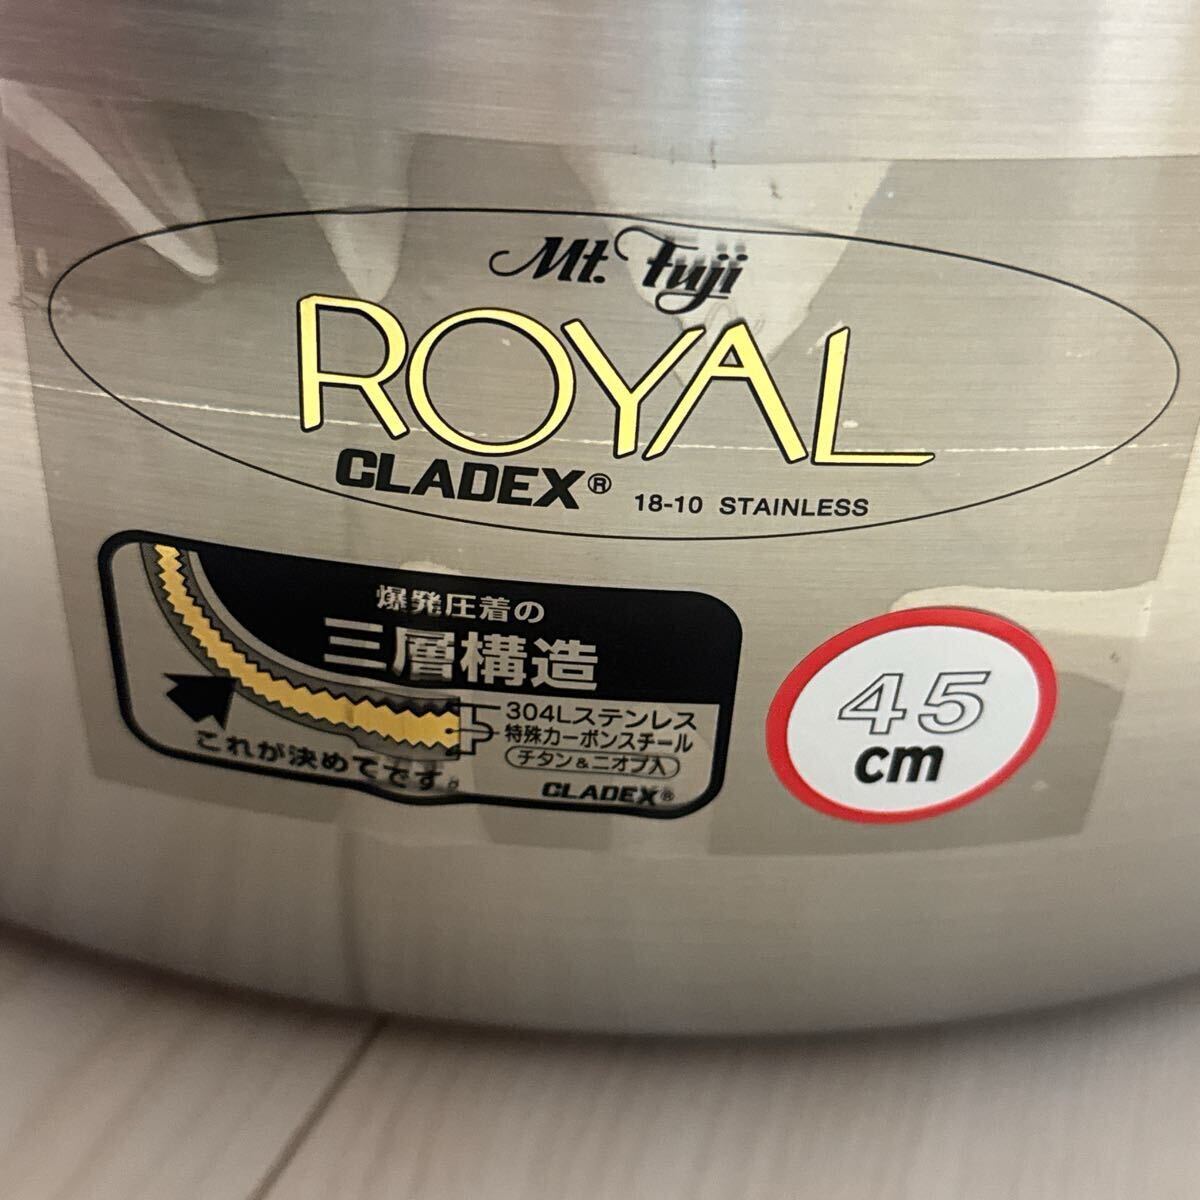 Mt. Fuji
ROYAL
CLADEX® 18-10 STAINLESS
爆発圧着の
三層構造
304Lステンレス
特殊カーボンスチール
チタン&ニオブ入
これが決めてです。
CLADEX®
45
cm